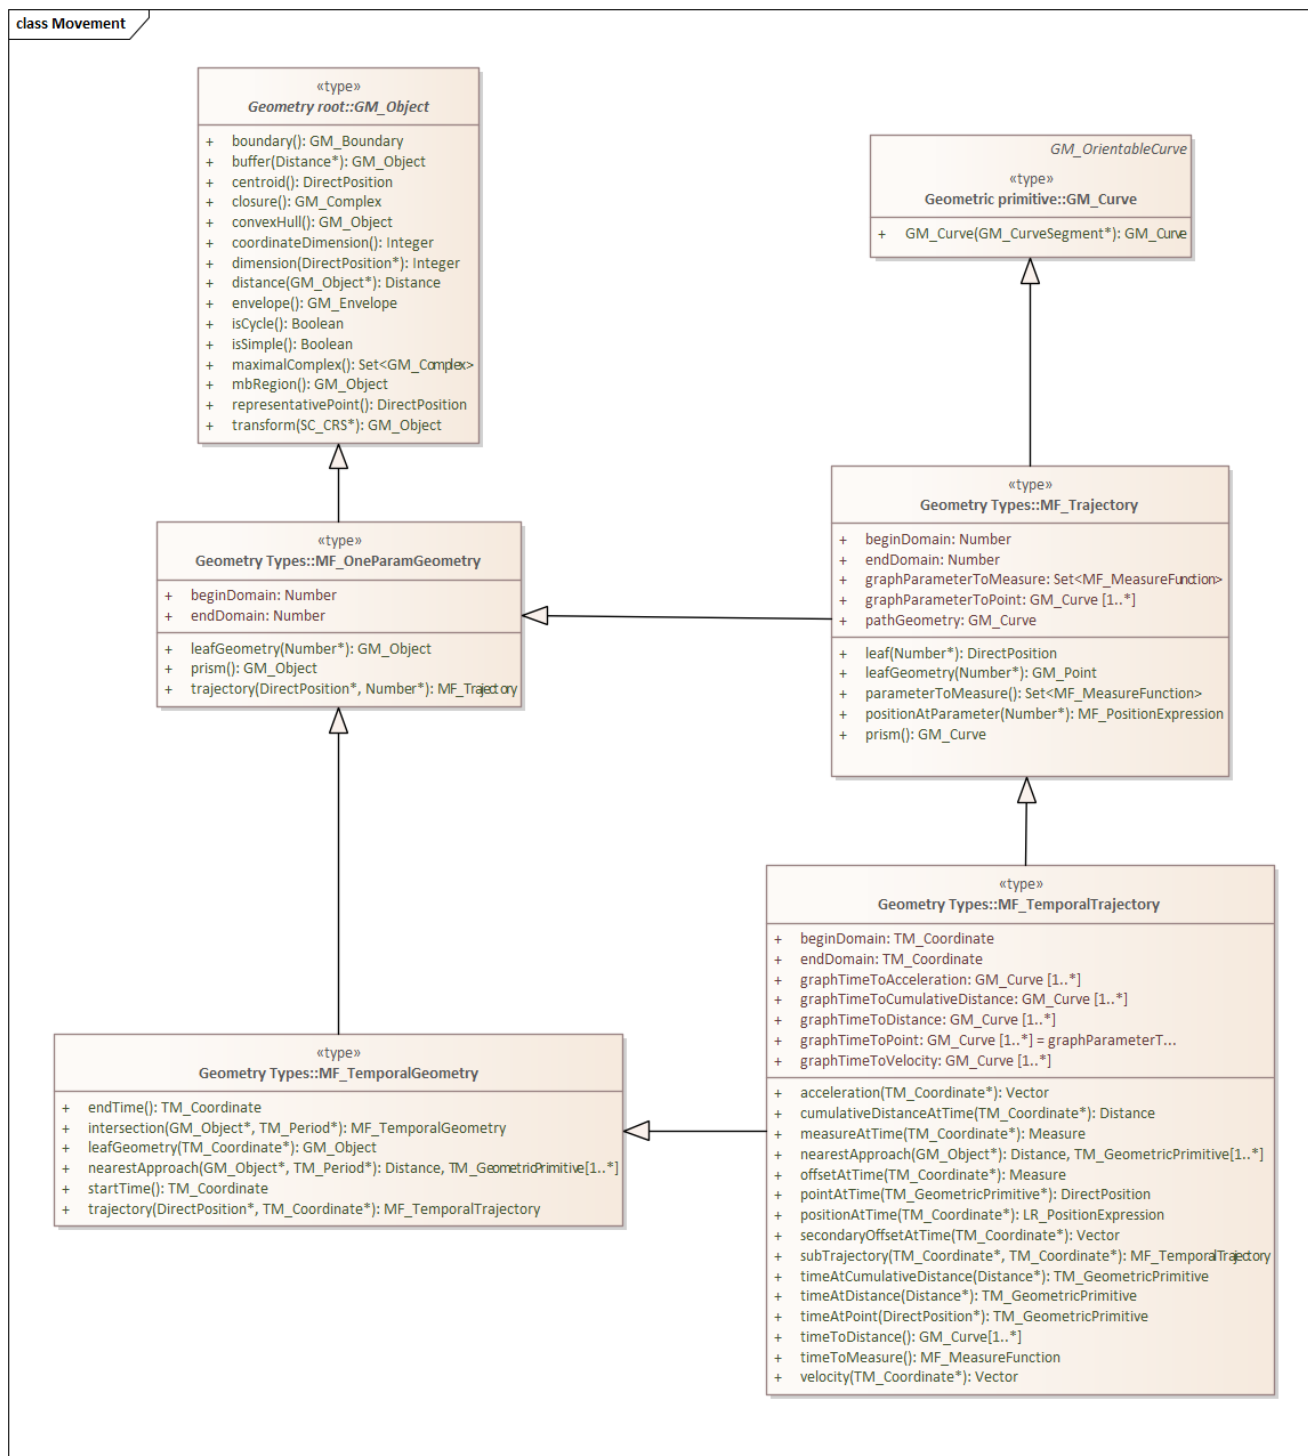 class Movement
«type»
Geometry root::GM_Object
+ boundary(): GM_Boundary
+ buffer(Distance*): GM_Object
+ centroid(): DirectPosition
+ closure(): GM_Complex
+ convexHull(): GM_Object
+ coordinateDimension(): Integer
+ dimension(DirectPosition*): Integer
+ distance(GM_Object*): Distance
+ envelope(): GM_Envelope
+ isCycle(): Boolean
+ isSimple(): Boolean
+ maximalComplex(): Set<GM_Complex>
+ mbRegion(): GM_Object
+ representativePoint(): DirectPosition
+ transform(SC_CRS*): GM_Object
GM_OrientableCurve
«type»
Geometric primitive::GM_Curve
+ GM_Curve(GM_CurveSegment*): GM_Curve
«type»
Geometry Types::MF_OneParamGeometry
+ beginDomain: Number
+ endDomain: Number
+ leafGeometry(Number*): GM_Object
+ prism(): GM_Object
+ trajectory(DirectPosition*, Number*): MF_Trajectory
«type»
Geometry Types::MF_Trajectory
+ beginDomain: Number
+ endDomain: Number
+ graphParameterToMeasure: Set<MF_MeasureFunction>
+ graphParameterToPoint: GM_Curve [1..*]
+ pathGeometry: GM_Curve
+ leaf(Number*): DirectPosition
+ leafGeometry(Number*): GM_Point
+ parameterToMeasure(): Set<MF_MeasureFunction>
+ positionAtParameter(Number*): MF_PositionExpression
+ prism(): GM_Curve
«type»
Geometry Types::MF_TemporalGeometry
+ endTime(): TM_Coordinate
+ intersection(GM_Object*, TM_Period*): MF_TemporalGeometry
+ leafGeometry(TM_Coordinate*): GM_Object
+ nearestApproach(GM_Object*, TM_Period*): Distance, TM_GeometricPrimitive[1..*]
+ startTime(): TM_Coordinate
+ trajectory(DirectPosition*, TM_Coordinate*): MF_TemporalTrajectory
«type»
Geometry Types::MF_TemporalTrajectory
+ beginDomain: TM_Coordinate
+ endDomain: TM_Coordinate
+ graphTimeToAcceleration: GM_Curve [1..*]
+ graphTimeToCumulativeDistance: GM_Curve [1..*]
+ graphTimeToDistance: GM_Curve [1..*]
+ graphTimeToPoint: GM_Curve [1..*] = graphParameterT...
+ graphTimeToVelocity: GM_Curve [1..*]
+ acceleration(TM_Coordinate*): Vector
+ cumulativeDistanceAtTime(TM_Coordinate*): Distance
+ measureAtTime(TM_Coordinate*): Measure
+ nearestApproach(GM_Object*): Distance, TM_GeometricPrimitive[1..*]
+ offsetAtTime(TM_Coordinate*): Measure
+ pointAtTime(TM_GeometricPrimitive*): DirectPosition
+ positionAtTime(TM_Coordinate*): LR_PositionExpression
+ secondaryOffsetAtTime(TM_Coordinate*): Vector
+ subTrajectory(TM_Coordinate*, TM_Coordinate*): MF_TemporalTrajectory
+ timeAtCumulativeDistance(Distance*): TM_GeometricPrimitive
+ timeAtDistance(Distance*): TM_GeometricPrimitive
+ timeAtPoint(DirectPosition*): TM_GeometricPrimitive
+ timeToDistance(): GM_Curve[1..*]
+ timeToMeasure(): MF_MeasureFunction
+ velocity(TM_Coordinate*): Vector